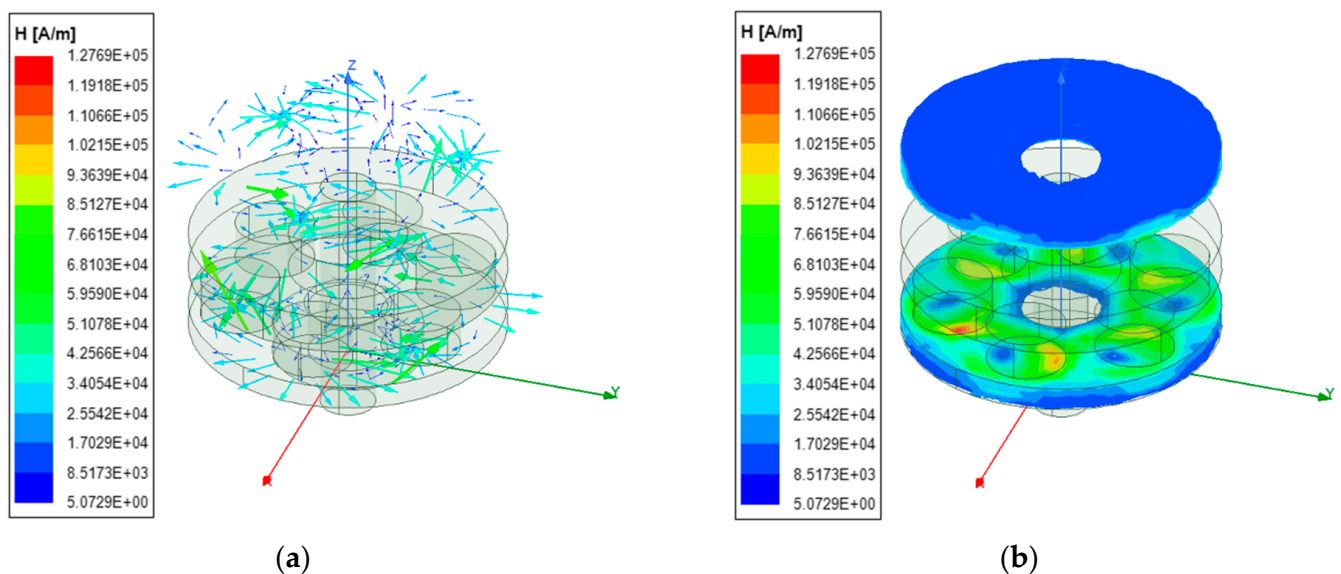 H [A/m]
1.2769E+05
1.1918E+05
1.1066E+05
1.0215E+05
9.3639E+04
8.5127E+04
7.6615E+04
6.8103E+04
5.9590E+04
5.1078E+04
4.2566E+04
3.4054E+04
2.5542E+04
1.7029E+04
8.5173E+03
5.0729E+00
Z
Y
X
(a)
H [A/m]
1.2769E+05
1.1918E+05
1.1066E+05
1.0215E+05
9.3639E+04
8.5127E+04
7.6615E+04
6.8103E+04
5.9590E+04
5.1078E+04
4.2566E+04
3.4054E+04
2.5542E+04
1.7029E+04
8.5173E+03
5.0729E+00
Z
Y
X
(b)